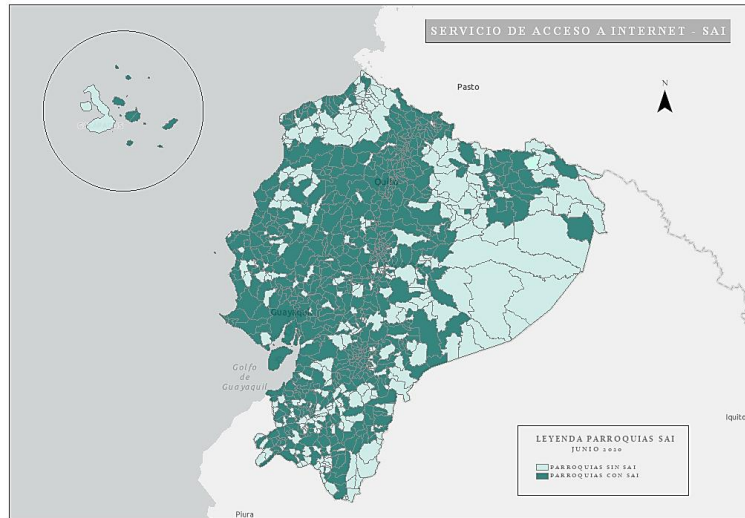 SERVICIO DE ACCESO A INTERNET - SAI
Pasto
N
Quito
Guayaquil
Golfo
de
Guayaquil
Iquito
LEYENDA PARROQUIAS SAI
JUNIO 2020
PARROQUIAS SIN SAI
PARROQUIAS CON SAI
Piura